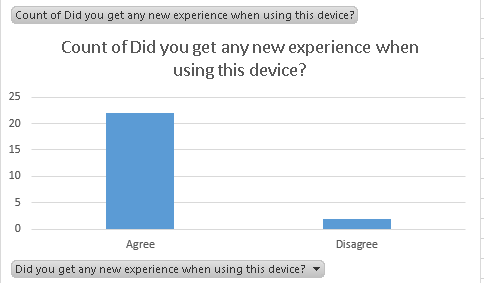 Count of Did you get any new experience when using this device?
Count of Did you get any new experience when
using this device?
25
20
15
10
5
0
Agree Disagree
Did you get any new experience when using this device?